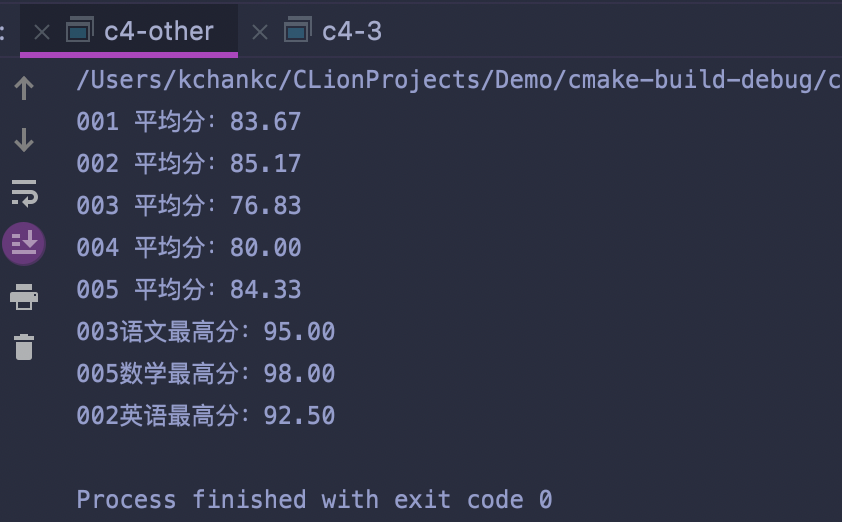 c4-other c4-3
/Users/kchankc/CLionProjects/Demo/cmake-build-debug/c
001 平均分：83.67
002 平均分：85.17
003 平均分：76.83
004 平均分：80.00
005 平均分：84.33
003语文最高分：95.00
005数学最高分：98.00
002英语最高分：92.50
Process finished with exit code 0